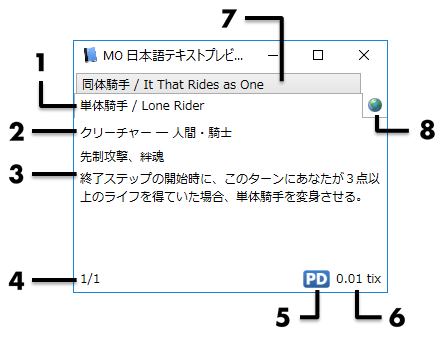 7
MO 日本語テキストプレビ...
1
同体騎手 / It That Rides as One
単体騎手 / Lone Rider
8
2
クリーチャー ― 人間・騎士
先制攻撃、絆魂
3
終了ステップの開始時に、このターンにあなたが３点以
上のライフを得ていた場合、単体騎手を変身させる。
4
1/1
PD
0.01 tix
5
6